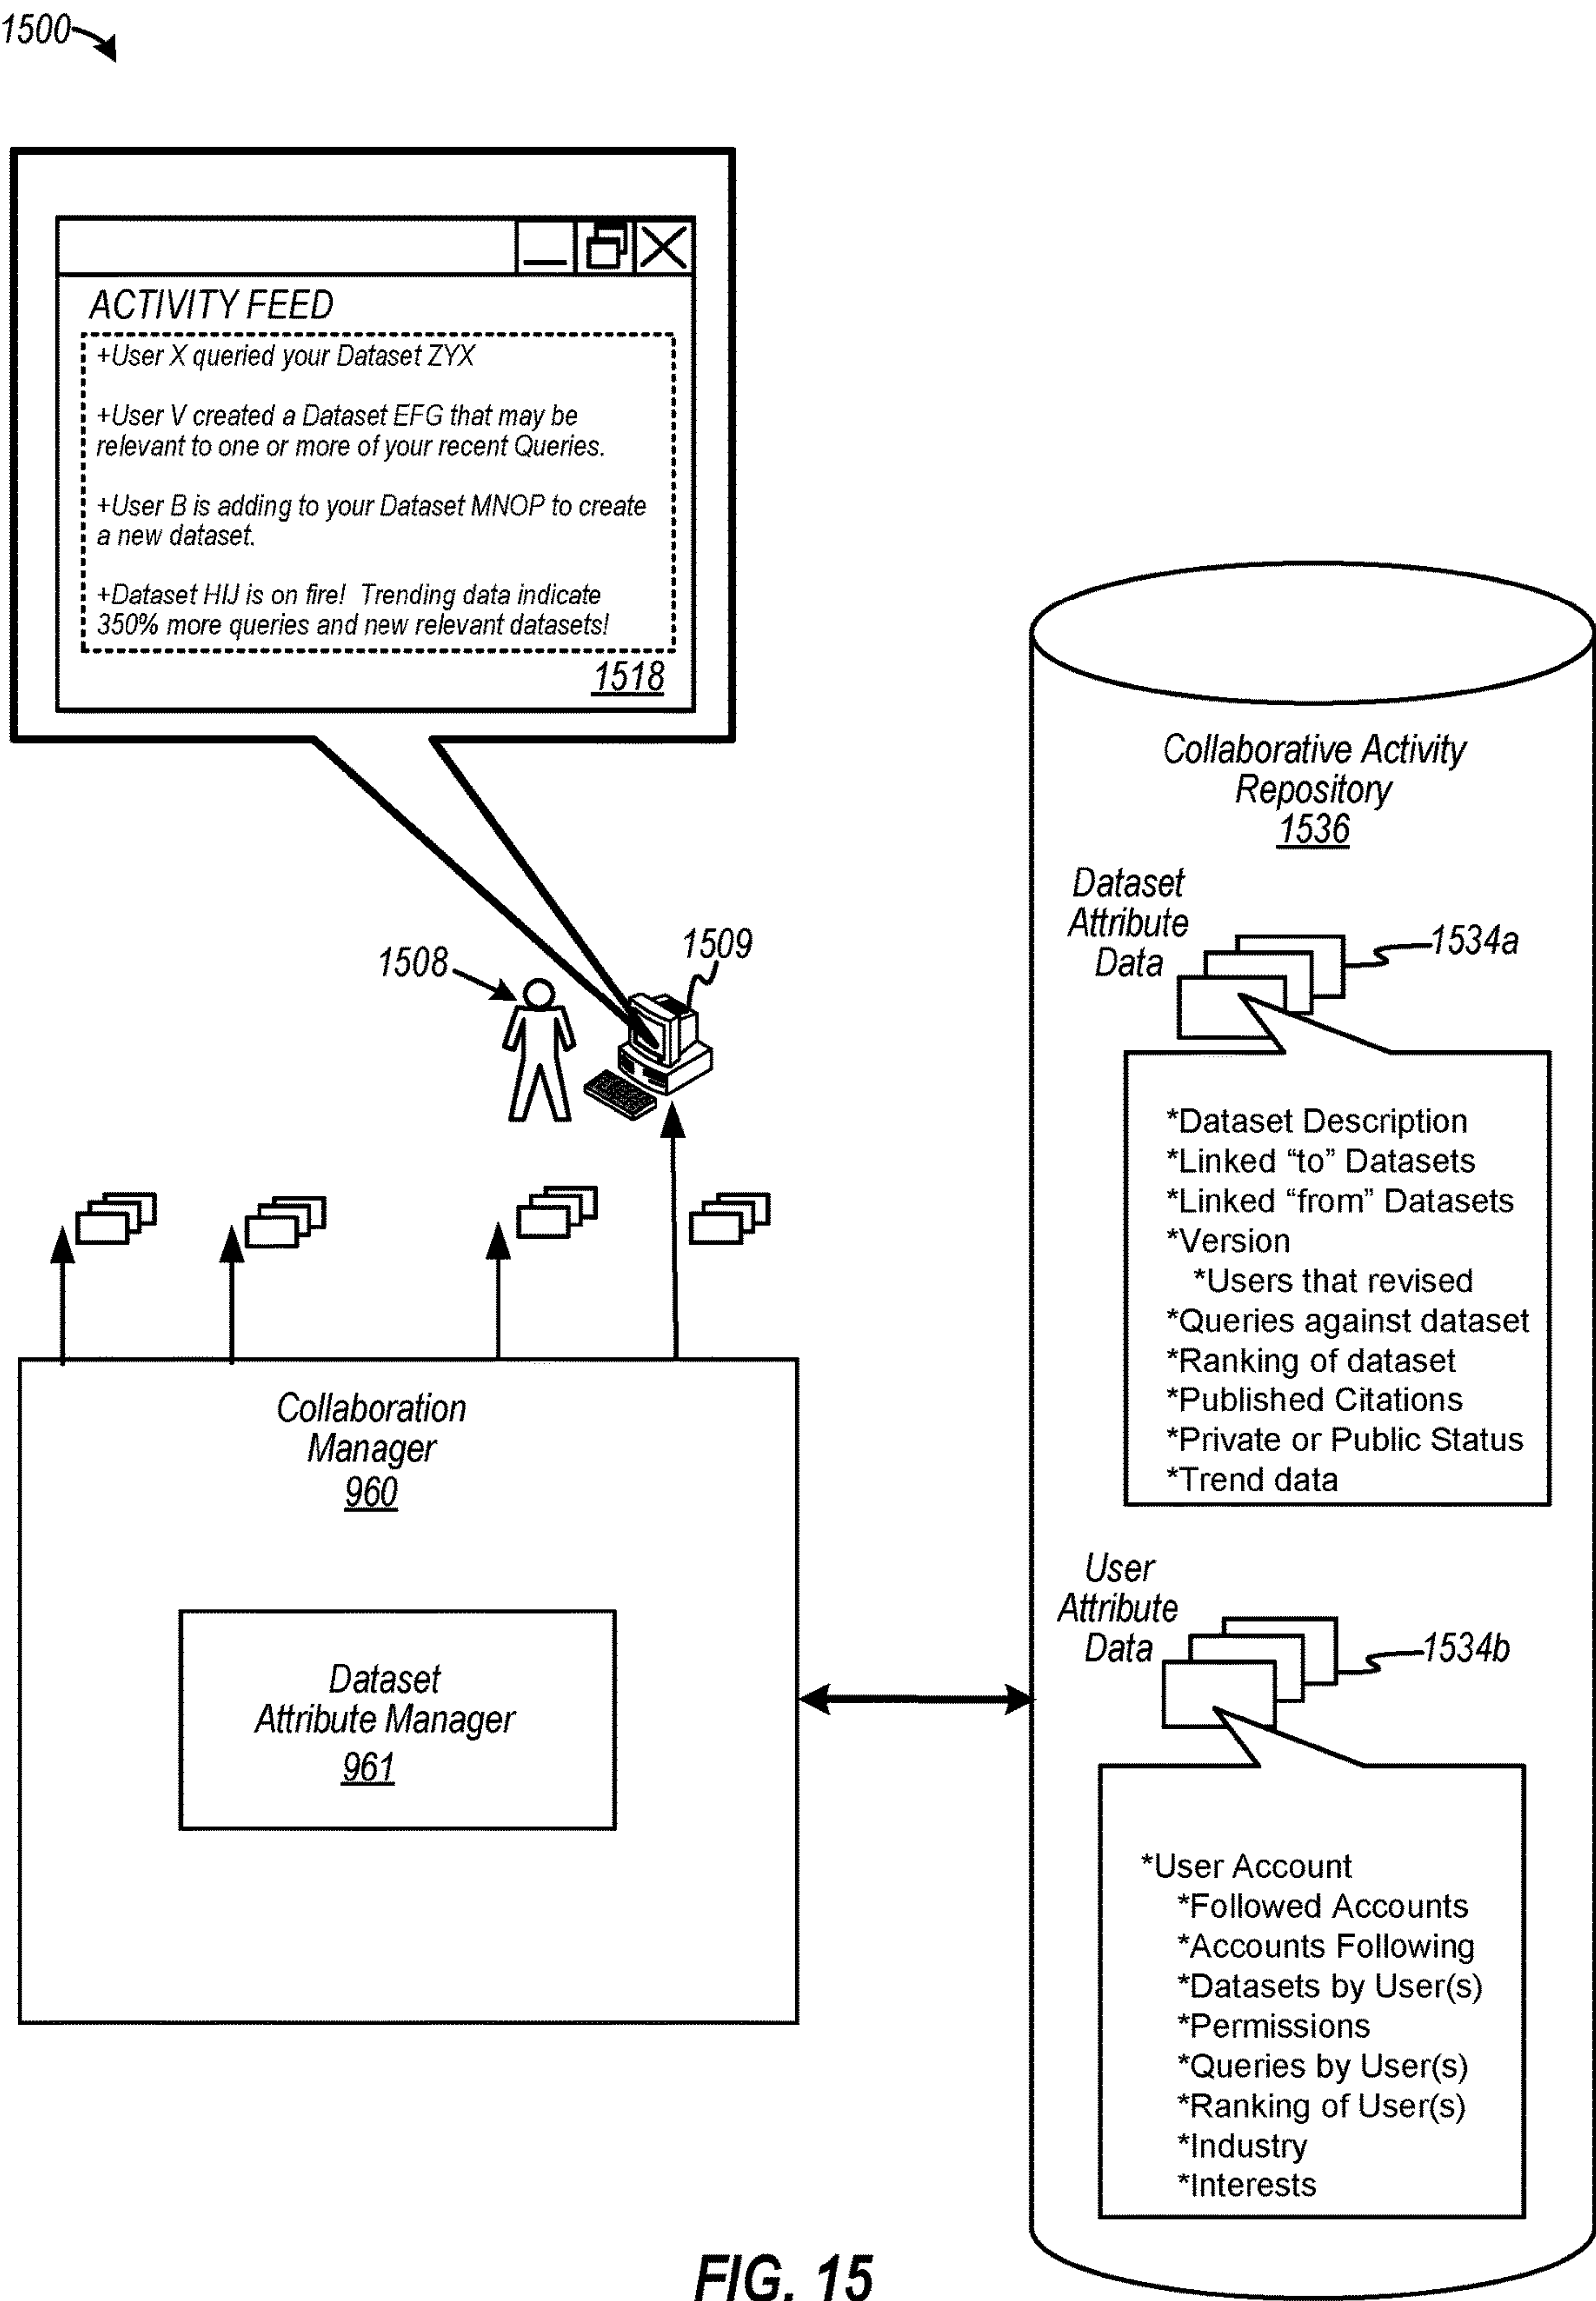 1500
ACTIVITY FEED
+User X queried your Dataset ZYX
+User V created a Dataset EFG that may be
relevant to one or more of your recent Queries.
+User B is adding to your Dataset MNOP to create
a new dataset.
+Dataset HIJ is on fire! Trending data indicate
350% more queries and new relevant datasets!
1518
1508
1509
Collaboration
Manager
960
Dataset
Attribute Manager
961
Collaborative Activity
Repository
1536
Dataset
Attribute
Data
1534a
*Dataset Description
*Linked “to” Datasets
*Linked “from” Datasets
*Version
*Users that revised
*Queries against dataset
*Ranking of dataset
*Published Citations
*Private or Public Status
*Trend data
User
Attribute
Data
1534b
*User Account
*Followed Accounts
*Accounts Following
*Datasets by User(s)
*Permissions
*Queries by User(s)
*Ranking of User(s)
*Industry
*Interests
FIG. 15